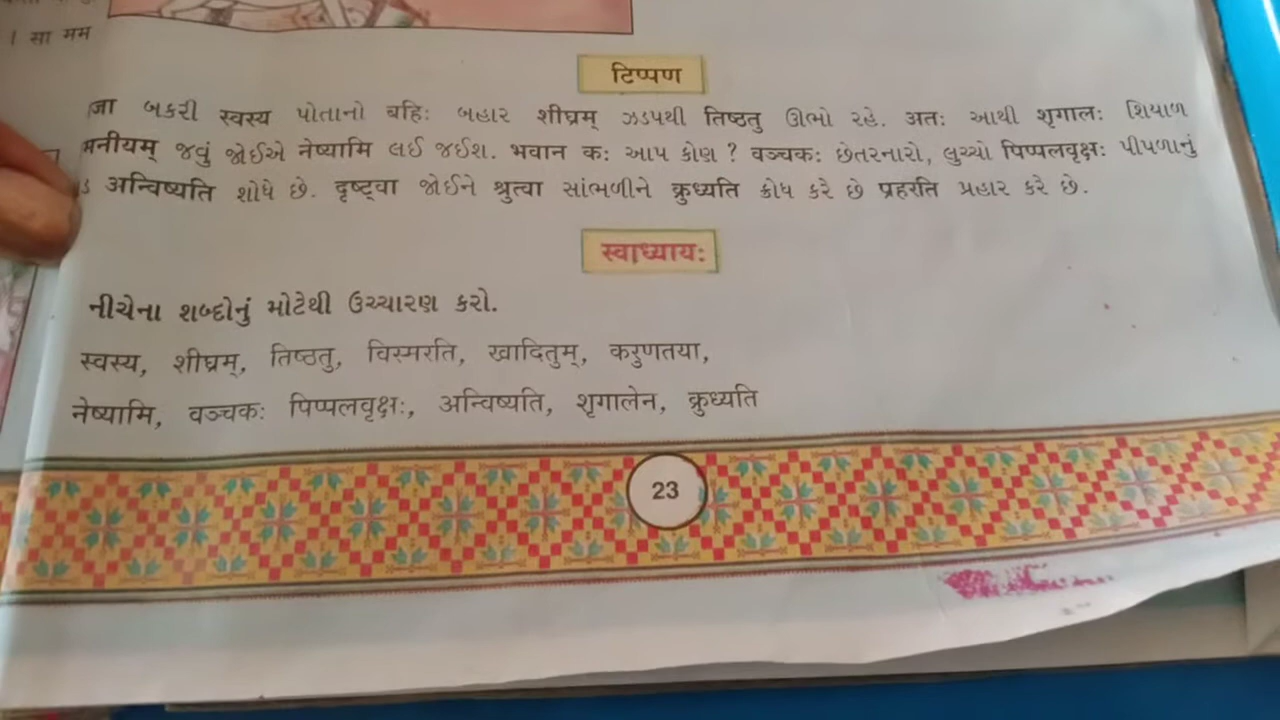 । सा मम
टिप्पण
जा બકરી स्वस्य પોતાનો बहिः બહાર शीघ्रम् ઝડપથી तिष्ठतु ઊભો રહે. अतः આથી शृगालः શિયાળ
मनीयम् જવું જોઈએ नेष्यामि લઈ જઈશ. भवान कः આપ કોણ ? वञ्चकः છેતરનારો, લુચ્ચો पिप्पलवृक्षः પીપળાનું
अन्विष्यति શોધે છે. दृष्ट्वा જોઈને श्रुत्वा સાંભળીને क्रुध्यति ક્રોધ કરે છે प्रहरति પ્રહાર કરે છે.
स्वाध्यायः
નીચેના શબ્દોનું મોટેથી ઉચ્ચારણ કરો.
स्वस्य, शीघ्रम्, तिष्ठतु, विस्मरति, खादितुम्, करुणतया,
नेष्यामि, वञ्चकः पिप्पलवृक्षः, अन्विष्यति, शृगालेन, क्रुध्यति
23